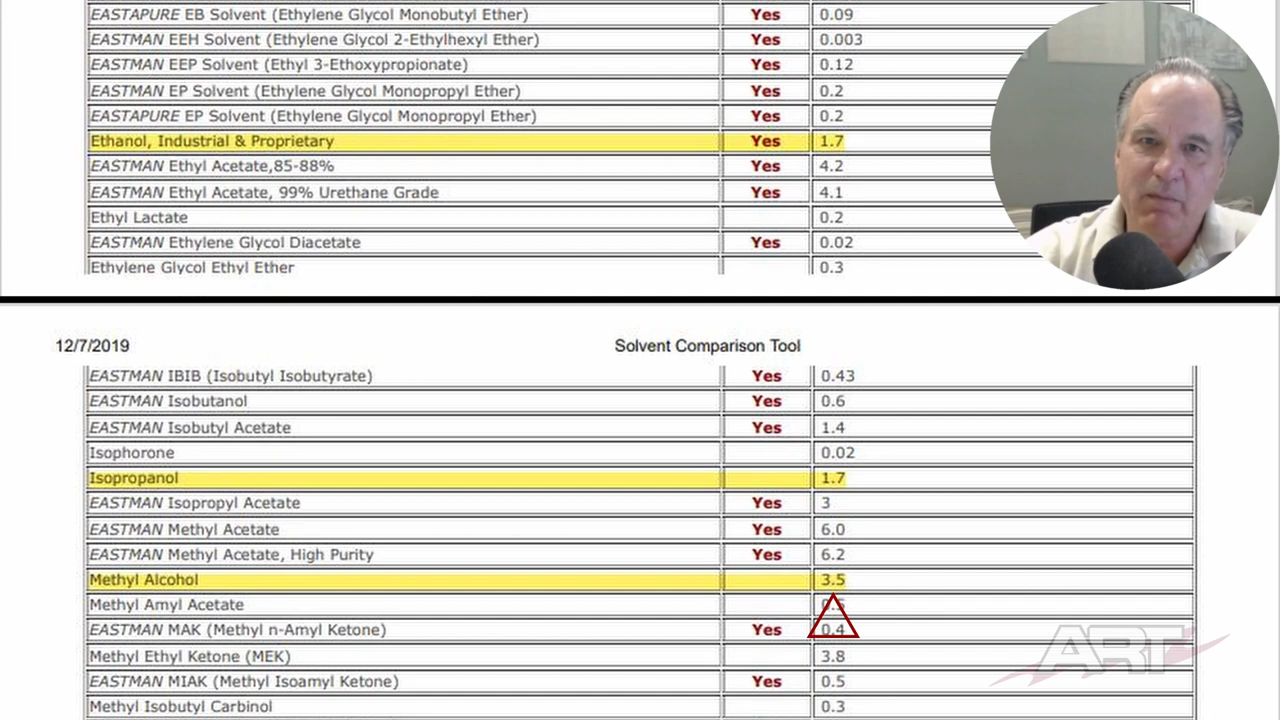 EASTAPURE EB Solvent (Ethylene Glycol Monobutyl Ether) Yes 0.09
EASTMAN EEH Solvent (Ethylene Glycol 2-Ethylhexyl Ether) Yes 0.003
EASTMAN EEP Solvent (Ethyl 3-Ethoxypropionate) Yes 0.12
EASTMAN EP Solvent (Ethylene Glycol Monopropyl Ether) Yes 0.2
EASTAPURE EP Solvent (Ethylene Glycol Monopropyl Ether) Yes 0.2
Ethanol, Industrial & Proprietary Yes 1.7
EASTMAN Ethyl Acetate,85-88% Yes 4.2
EASTMAN Ethyl Acetate, 99% Urethane Grade Yes 4.1
Ethyl Lactate 0.2
EASTMAN Ethylene Glycol Diacetate Yes 0.02
Ethylene Glycol Ethyl Ether 0.3
12/7/2019 Solvent Comparison Tool
EASTMAN IBIB (Isobutyl Isobutyrate) Yes 0.43
EASTMAN Isobutanol Yes 0.6
EASTMAN Isobutyl Acetate Yes 1.4
Isophorone 0.02
Isopropanol 1.7
EASTMAN Isopropyl Acetate Yes 3
EASTMAN Methyl Acetate Yes 6.0
EASTMAN Methyl Acetate, High Purity Yes 6.2
Methyl Alcohol 3.5
Methyl Amyl Acetate 0.5
EASTMAN MAK (Methyl n-Amyl Ketone) Yes 0.4
Methyl Ethyl Ketone (MEK) 3.8
EASTMAN MIAK (Methyl Isoamyl Ketone) Yes 0.5
Methyl Isobutyl Carbinol 0.3
ART